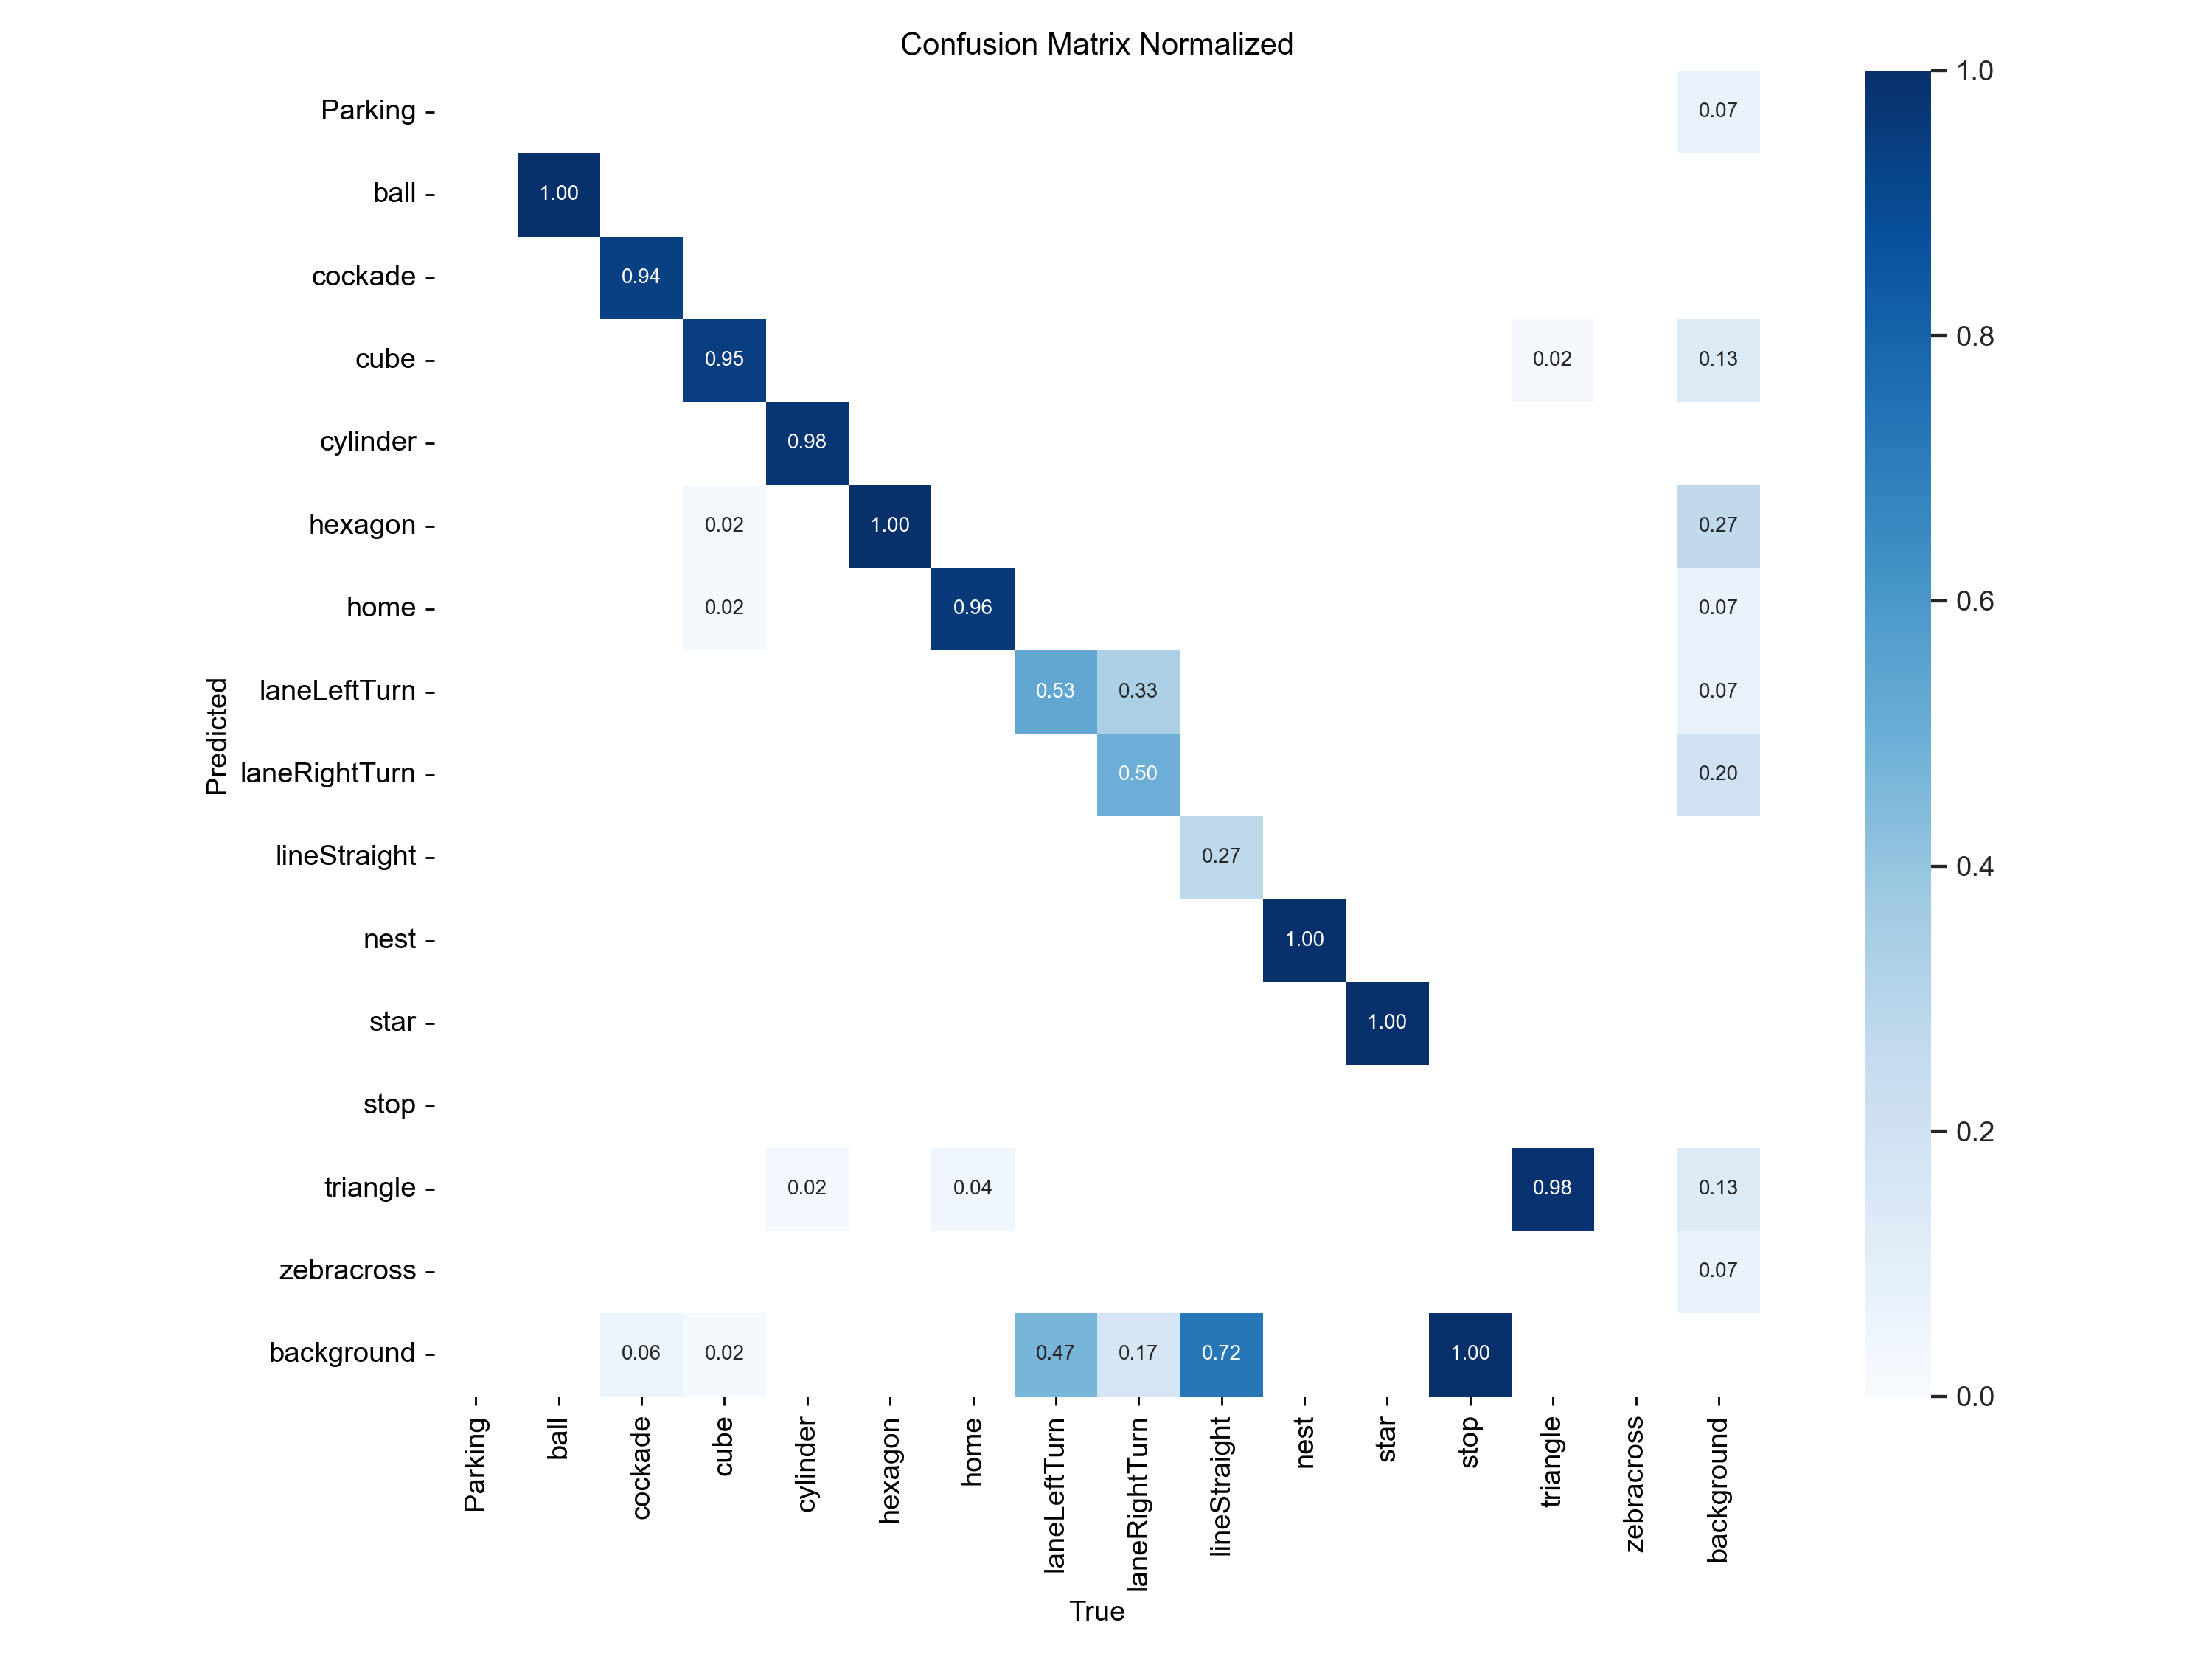 Confusion Matrix Normalized
Parking 0.07
ball 1.00
cockade 0.94
cube 0.95 0.02 0.13
cylinder 0.98
hexagon 0.02 1.00 0.27
home 0.02 0.96 0.07
laneLeftTurn 0.53 0.33 0.07
laneRightTurn 0.50 0.20
lineStraight 0.27
nest 1.00
star 1.00
stop
triangle 0.02 0.04 0.98 0.13
zebracross 0.07
background 0.06 0.02 0.47 0.17 0.72 1.00
Predicted
Parking ball cockade cube cylinder hexagon home laneLeftTurn laneRightTurn lineStraight nest star stop triangle zebracross background
True
1.0
0.8
0.6
0.4
0.2
0.0